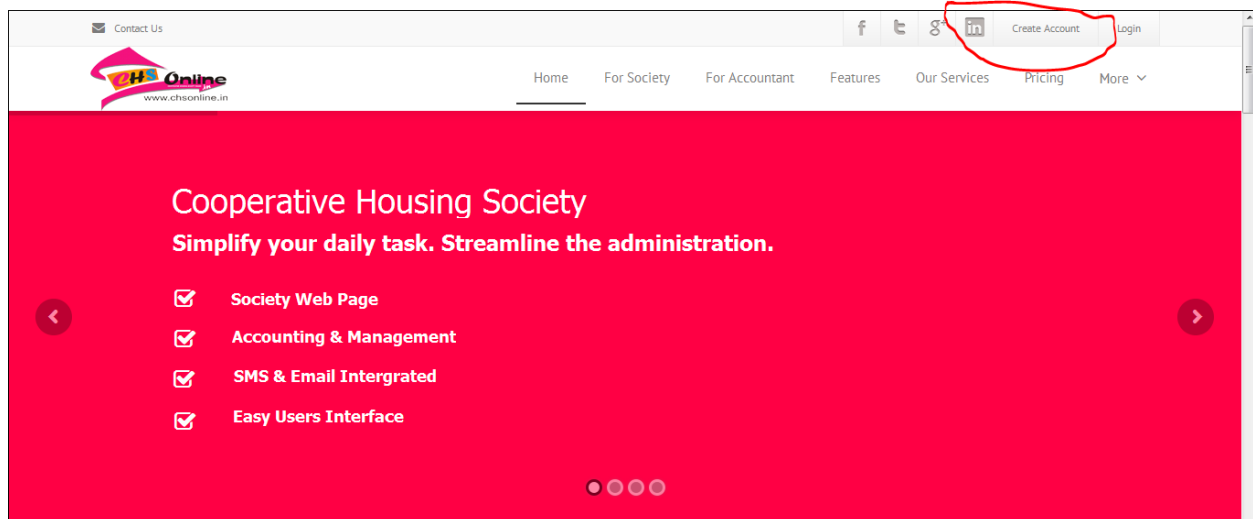 Contact Us
f t g+ in Create Account Login
CHS Online.in
www.chsonline.in
Home For Society For Accountant Features Our Services Pricing More
Cooperative Housing Society
Simplify your daily task. Streamline the administration.
Society Web Page
Accounting & Management
SMS & Email Intergrated
Easy Users Interface